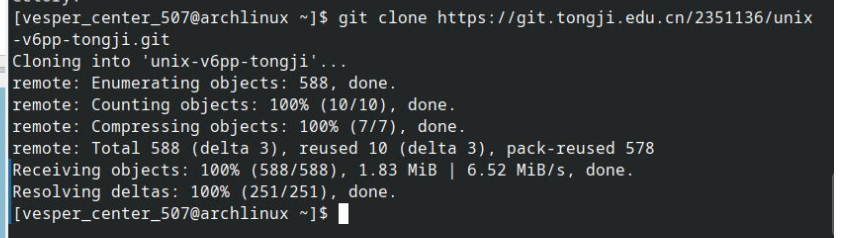 [vesper_center_507@archlinux ~]$ git clone https://git.tongji.edu.cn/2351136/unix
-v6pp-tongji.git
Cloning into 'unix-v6pp-tongji'...
remote: Enumerating objects: 588, done.
remote: Counting objects: 100% (10/10), done.
remote: Compressing objects: 100% (7/7), done.
remote: Total 588 (delta 3), reused 10 (delta 3), pack-reused 578
Receiving objects: 100% (588/588), 1.83 MiB | 6.52 MiB/s, done.
Resolving deltas: 100% (251/251), done.
[vesper_center_507@archlinux ~]$